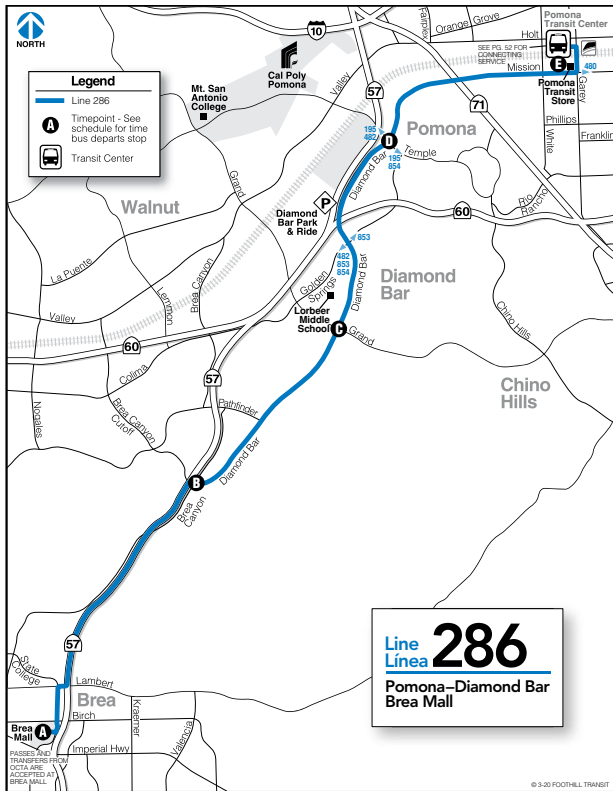 NORTH
Legend
Line 286
A
Timepoint - See
schedule for time
bus departs stop
Transit Center
10
Cal Poly
Pomona
Mt. San
Antonio
College
Valley
57
Fairplex
Orange Grove
Holt
Pomona
Transit Center
SEE PG. 52 FOR
CONNECTING
SERVICE
E
Mission
Pomona
Transit
Store
480
Garey
71
Phillips
White
Franklin
195
482
D
Pomona
Temple
195
854
Diamond Bar
Grand
Walnut
P
Diamond
Bar Park
& Ride
Rio
Rancho
60
853
482
853
854
Diamond Bar
Diamond
Bar
La Puente
Brea Canyon
Golden
Springs
Lemmon
Lorbeer
Middle
School
C
Grand
Chino Hills
Valley
60
Colima
57
Chino
Hills
Nogales
Brea Canyon
Cutoff
Pathfinder
Diamond Bar
B
Brea
Canyon
57
State
College
Lambert
Brea
Birch
Kraemer
Valencia
Brea
Mall
A
Imperial Hwy
PASSES AND
TRANSFERS FROM
OCTA ARE
ACCEPTED AT
BREA MALL
Line
Línea
286
Pomona–Diamond Bar
Brea Mall
© 3-20 FOOTHILL TRANSIT